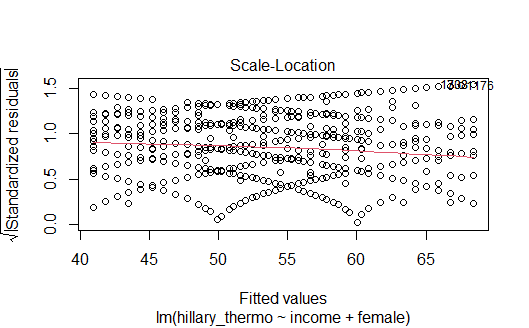 Scale-Location
√|Standardized residuals|
0.0 0.5 1.0 1.5
40 45 50 55 60 65
Fitted values
lm(hillary_thermo ~ income + female)